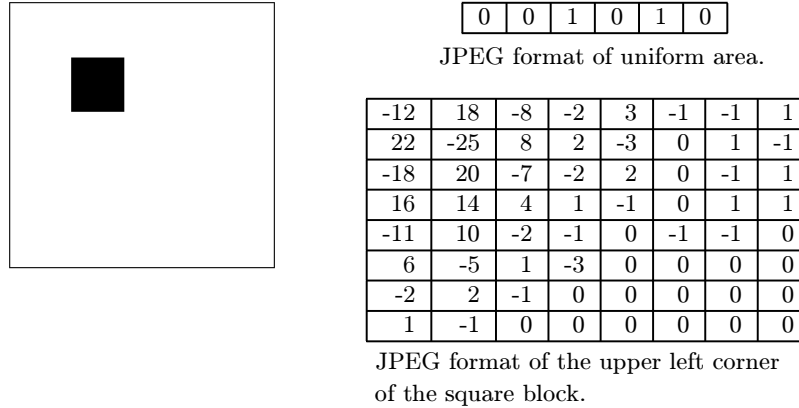 0 0 1 0 1 0
JPEG format of uniform area.
-12 18 -8 -2 3 -1 -1 1
22 -25 8 2 -3 0 1 -1
-18 20 -7 -2 2 0 -1 1
16 14 4 1 -1 0 1 1
-11 10 -2 -1 0 -1 -1 0
6 -5 1 -3 0 0 0 0
-2 2 -1 0 0 0 0 0
1 -1 0 0 0 0 0 0
JPEG format of the upper left corner
of the square block.